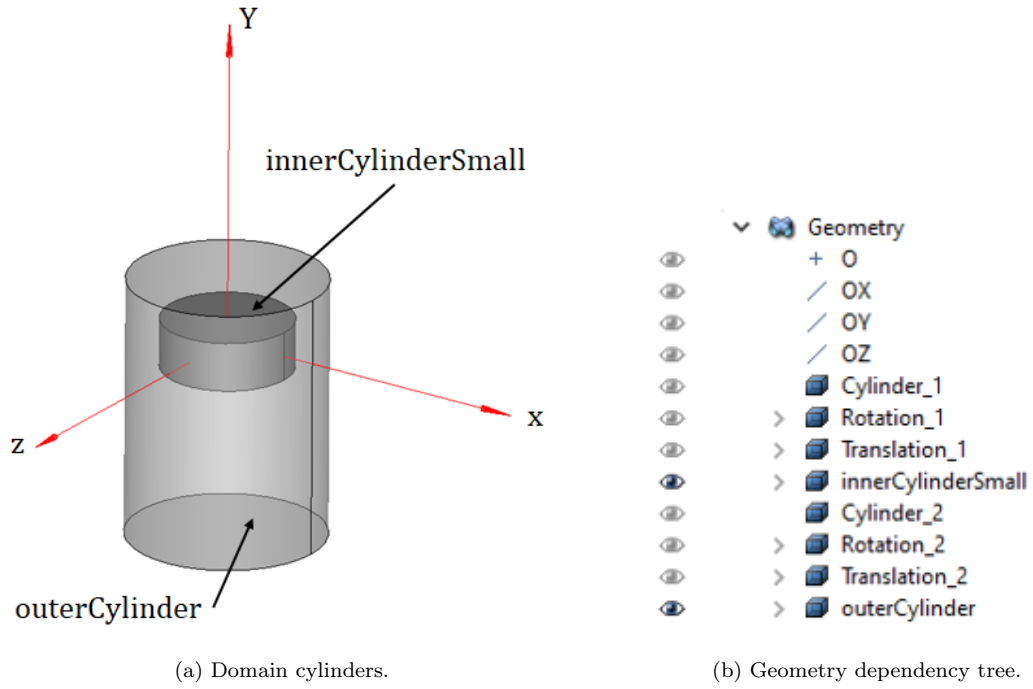 Y
innerCylinderSmall
x
z
outerCylinder
(a) Domain cylinders.
Geometry
O
OX
OY
OZ
Cylinder_1
Rotation_1
Translation_1
innerCylinderSmall
Cylinder_2
Rotation_2
Translation_2
outerCylinder
(b) Geometry dependency tree.